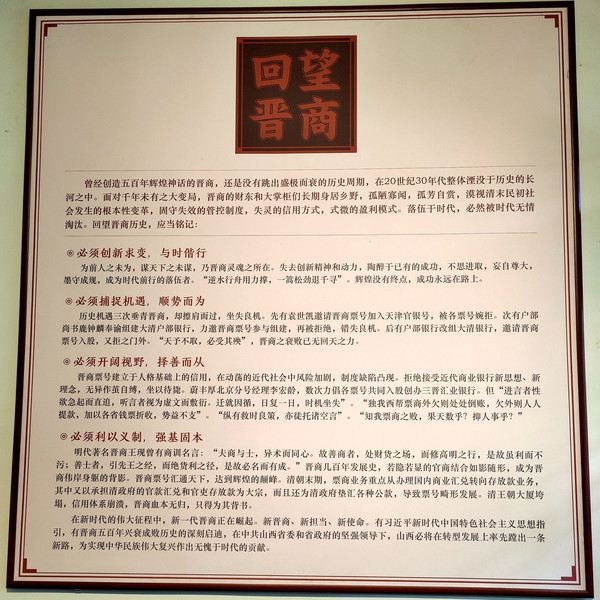 回望
晋商
曾经创造五百年辉煌神话的晋商，还是没有跳出盛极而衰的历史周期，在20世纪30年代整体湮没于历史的长
河之中。面对千年未有之大变局，晋商的财东和大掌柜们长期身居乡野，孤陋寡闻，孤芳自赏，漠视清末民初社
会发生的根本性变革，固守失效的管控制度，失灵的信用方式，式微的盈利模式。落伍于时代，必然被时代无情
淘汰。回望晋商历史，应当铭记：
◎必须创新求变，与时偕行
为前人之未为，谋天下之未谋，乃晋商灵魂之所在。失去创新精神和动力，陶醉于已有的成功，不思进取，妄自尊大，
墨守成规，成为时代前行的落伍者。“逆水行舟用力撑，一篙松劲退千寻”。辉煌没有终点，成功永远在路上。
◎必须捕捉机遇，顺势而为
历史机遇三次垂青晋商，却擦肩而过，坐失良机。先有袁世凯邀请晋商票号加入天津官银号，被各票号婉拒。次有户部
尚书鹿钟麟奉谕组建大清户部银行，力邀晋商票号参与组建，再被拒绝，错失良机。后有户部银行改组大清银行，邀请晋商
票号入股，又拒之门外。“天予不取，必受其殃”，晋商之衰败已无回天之力。
◎必须开阔视野，择善而从
晋商票号建立于人格基础上的信用，在动荡的近代社会中风险加剧，制度缺陷凸现。拒绝接受近代商业银行新思想、新
理念，无异作茧自缚，坐以待毙。蔚丰厚北京分号经理李宏龄，数次力倡各票号共同入股创办三晋汇业银行。但“进言者性
欲急起而直追，听言者视为虚文而敷衍。迁就因循，日复一日，时机坐失”。“独我西帮票商外欠则处处倒账，欠外则人人
提款，加以各省钱票折收，势益不支”。“纵有救时良策，亦徒托诸空言”。“知我票商之败，果天数乎？抑人事乎？”
◎必须利以义制，强基固本
明代著名晋商王现曾有商训名言：“夫商与士，异术而同心。故善商者，处财货之场，而修高明之行，是故虽利而不
污；善士者，引先王之经，而绝货利之径，是故必名而有成。”晋商几百年发展史，若隐若显的官商结合如影随形，成为晋
商伟岸身躯的背影。晋商票号汇通天下，达到辉煌的巅峰。清朝末期，票商业务重点从办理国内商业汇兑转向存放款业务，
其中又以承揽清政府的官款汇兑和官吏存放款为大宗，而且还为清政府垫汇各种公款，导致票号畸形发展。清王朝大厦垮
塌，信用体系崩溃，晋商血本无归，只得为其背书。
在新时代的伟大征程中，新一代晋商正在崛起。新晋商、新担当、新使命。有习近平新时代中国特色社会主义思想指
引，有晋商五百年兴衰成败历史的深刻启迪，在中共山西省委和省政府的坚强领导下，山西必将在转型发展上率先蹚出一条
新路，为实现中华民族伟大复兴作出无愧于时代的贡献。